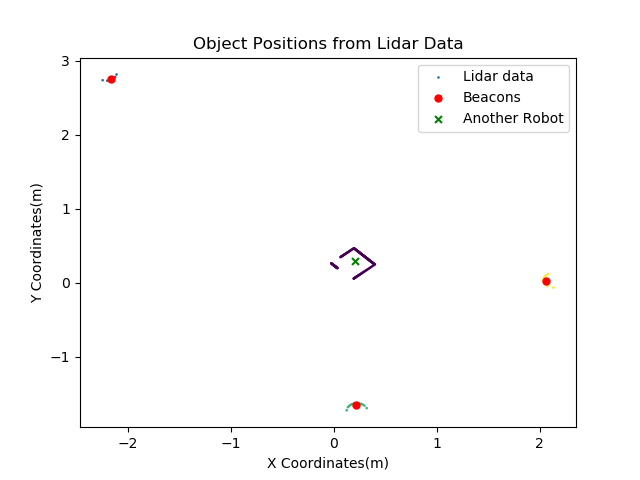 Object Positions from Lidar Data
Lidar data
Beacons
Another Robot
Y Coordinates(m)
3
2
1
0
−1
−2
−1
0
1
2
X Coordinates(m)